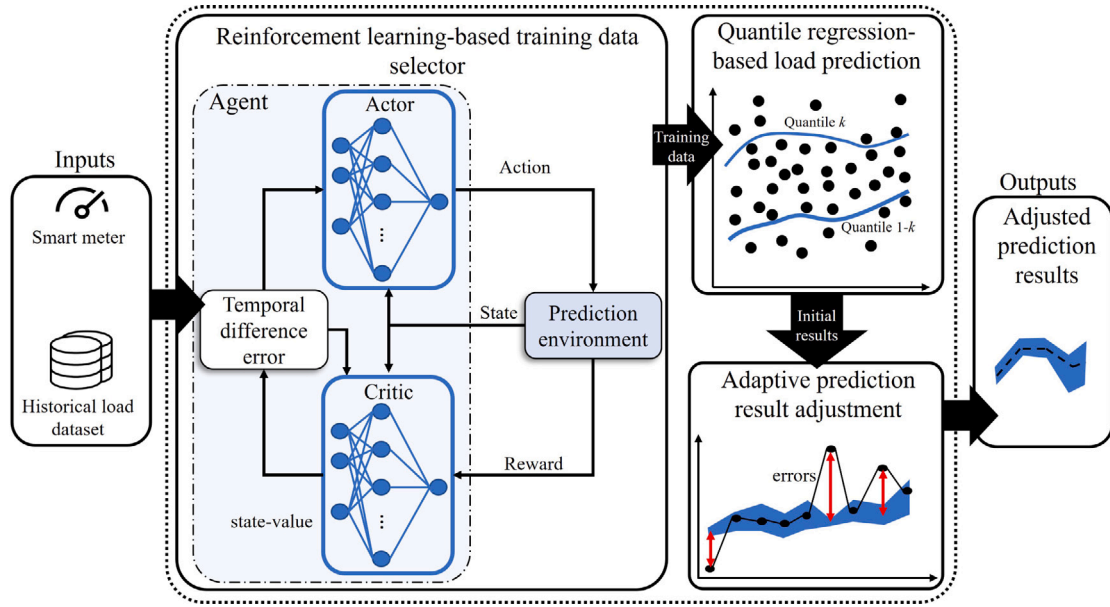 Inputs
Smart meter
Historical load
dataset
Reinforcement learning-based training data
selector
Agent
Actor
Action
Temporal
difference
error
State
Prediction
environment
Critic
Reward
state-value
Training
data
Quantile regression-
based load prediction
Quantile k
Quantile 1-k
Initial
results
Adaptive prediction
result adjustment
errors
Outputs
Adjusted
prediction
results